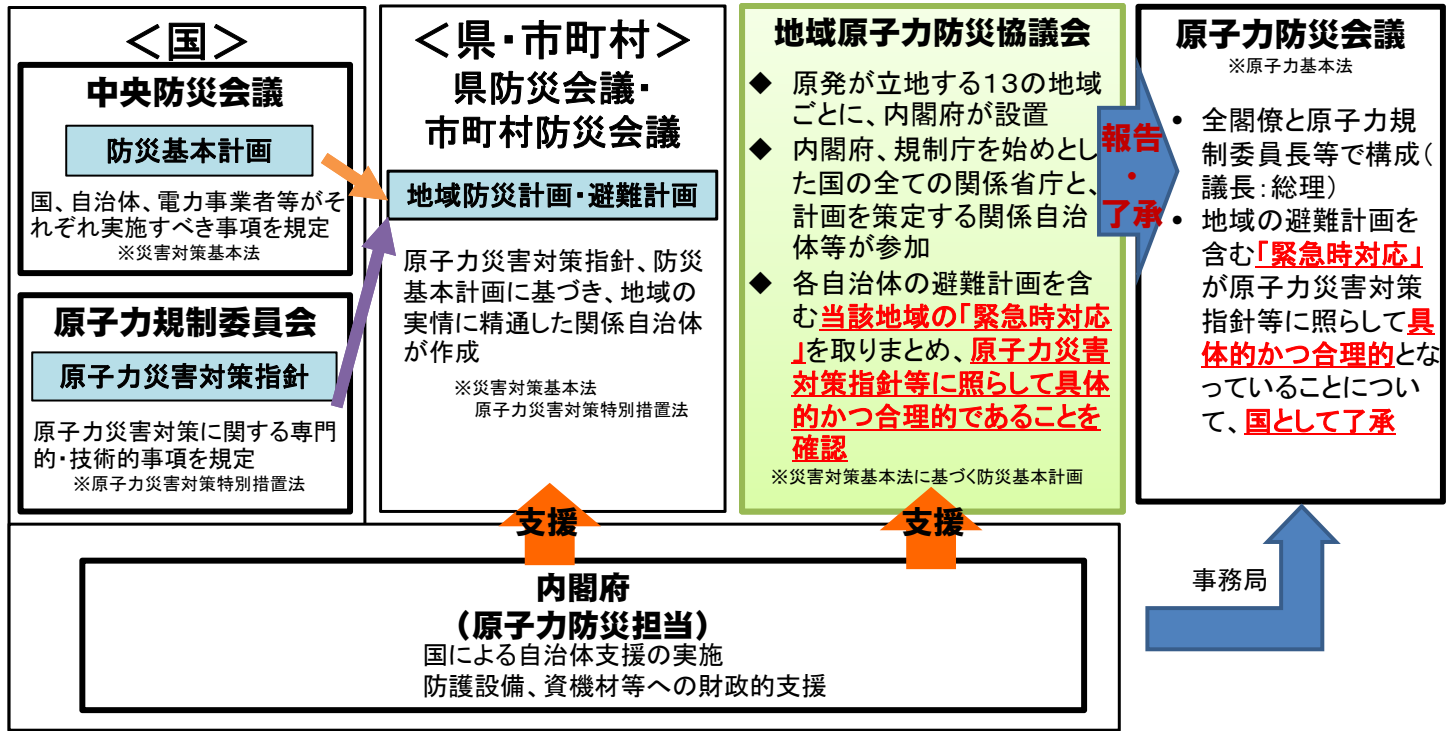 ＜国＞
中央防災会議
防災基本計画
国、自治体、電力事業者等がそ
れぞれ実施すべき事項を規定
※災害対策基本法
原子力規制委員会
原子力災害対策指針
原子力災害対策に関する専門
的・技術的事項を規定
※原子力災害対策特別措置法
＜県・市町村＞
県防災会議・
市町村防災会議
地域防災計画・避難計画
原子力災害対策指針、防災
基本計画に基づき、地域の
実情に精通した関係自治体
が作成
※災害対策基本法
原子力災害対策特別措置法
支援
地域原子力防災協議会
◆ 原発が立地する13の地域
ごとに、内閣府が設置
◆ 内閣府、規制庁を始めとし
た国の全ての関係省庁と、
計画を策定する関係自治
体等が参加
◆ 各自治体の避難計画を含
む当該地域の「緊急時対応
」を取りまとめ、原子力災害
対策指針等に照らして具体
的かつ合理的であることを
確認
※災害対策基本法に基づく防災基本計画
支援
報告
・
了承
原子力防災会議
※原子力基本法
• 全閣僚と原子力規
制委員長等で構成(
議長:総理)
• 地域の避難計画を
含む「緊急時対応」
が原子力災害対策
指針等に照らして具
体的かつ合理的とな
っていることについ
て、国として了承
事務局
内閣府
(原子力防災担当)
国による自治体支援の実施
防護設備、資機材等への財政的支援